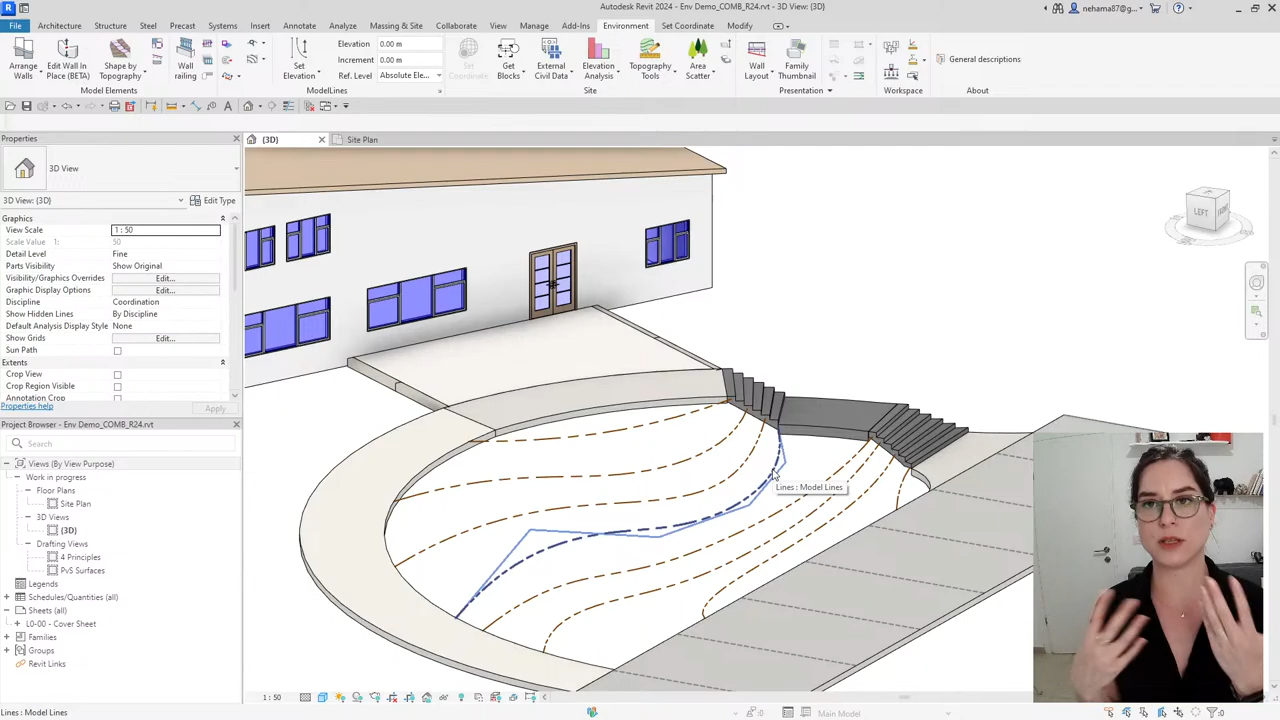 Autodesk Revit 2024 - Env Demo_COMB_R24.rvt - 3D View: {3D}
nehama87@g...
File Architecture Structure Steel Precast Systems Insert Annotate Analyze Massing & Site Collaborate View Manage Add-Ins Environment Set Coordinate Modify
Elevation 0.00 m
Increment 0.00 m
Ref. Level Absolute Ele...
Arrange Walls
Edit Wall In Place (BETA)
Shape by Topography
Wall railing
Set Elevation
Set Coordinate
Get Blocks
External Civil Data
Elevation Analysis
Topography Tools
Area Scatter
Wall Layout
Family Thumbnail
General descriptions
Model Elements ModelLines Site Presentation Workspace About
Properties
{3D} Site Plan
3D View
3D View: {3D} Edit Type
Graphics
View Scale 1 : 50
Scale Value 1: 50
Detail Level Fine
Parts Visibility Show Original
Visibility/Graphics Overrides Edit...
Graphic Display Options Edit...
Discipline Coordination
Show Hidden Lines By Discipline
Default Analysis Display Style None
Show Grids Edit...
Sun Path
Extents
Crop View
Crop Region Visible
Annotation Crop
Properties help Apply
Project Browser - Env Demo_COMB_R24.rvt
Search
Views (By View Purpose)
Work in progress
Floor Plans
Site Plan
3D Views
{3D}
Drafting Views
4 Principles
PvS Surfaces
Legends
Schedules/Quantities (all)
Sheets (all)
L0-00 - Cover Sheet
Families
Groups
Revit Links
LEFT FRONT
Lines : Model Lines
1 : 50
Lines : Model Lines
:0
Main Model
:0